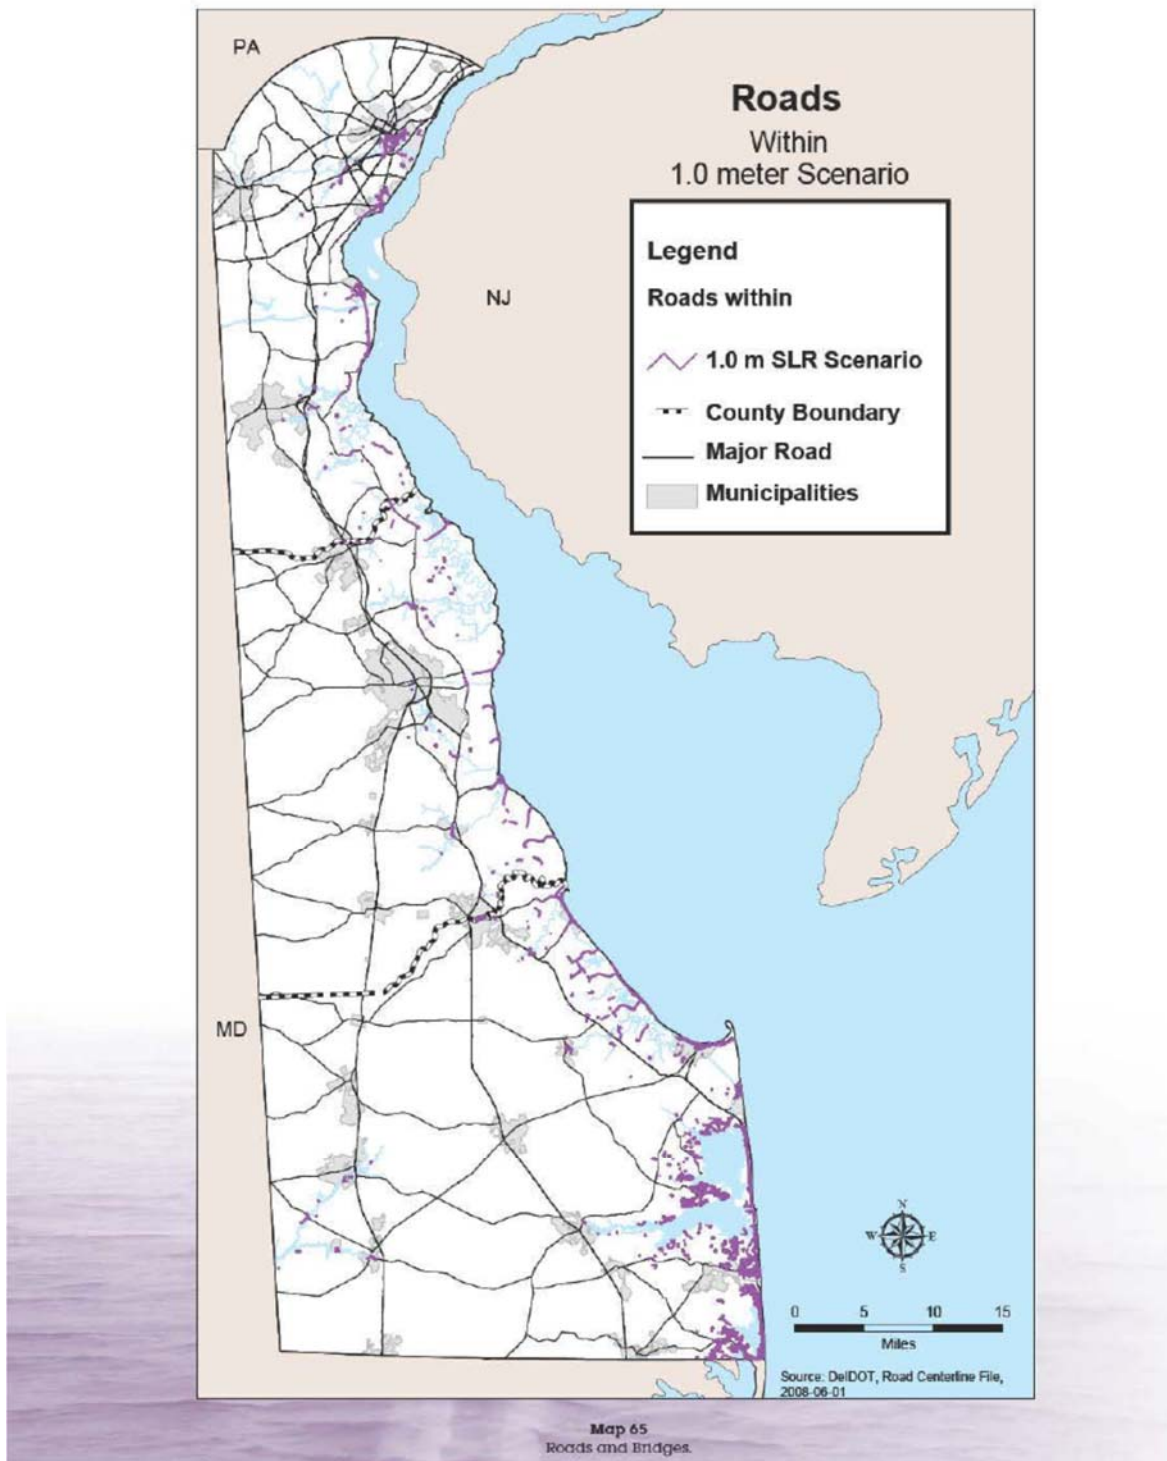 PA
Roads
Within
1.0 meter Scenario
Legend
Roads within
NJ
1.0 m SLR Scenario
County Boundary
Major Road
Municipalities
MD
N
W
E
S
0 5 10 15
Miles
Source: DelDOT, Road Centerline File,
2008-06-01
Map 65
Roads and Bridges.